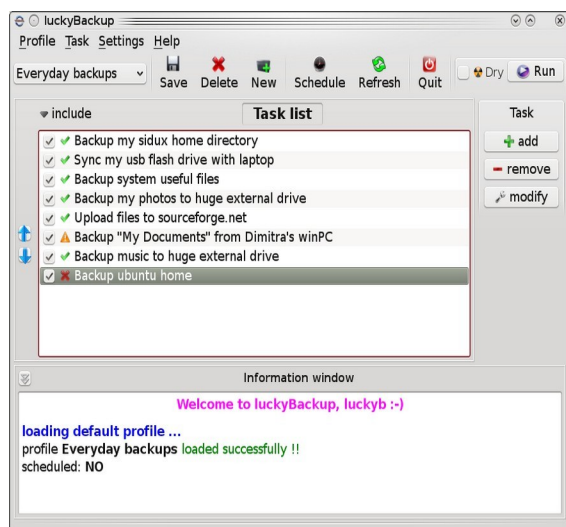 luckyBackup
Profile Task Settings Help
Everyday backups
Save Delete New Schedule Refresh Quit Dry Run
include Task list Task
Backup my sidux home directory
Sync my usb flash drive with laptop
Backup system useful files
Backup my photos to huge external drive
Upload files to sourceforge.net
Backup "My Documents" from Dimitra's winPC
Backup music to huge external drive
Backup ubuntu home
add
remove
modify
Information window
Welcome to luckyBackup, luckyb :-)
loading default profile ...
profile Everyday backups loaded successfully !!
scheduled: NO